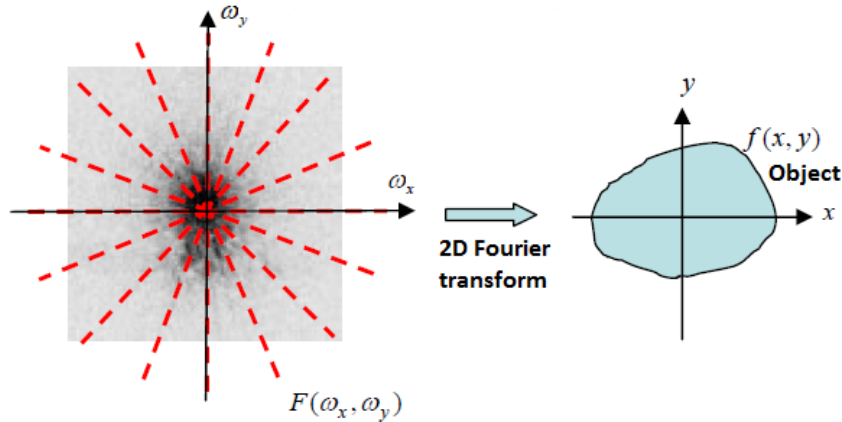 ω_y
ω_x
F(ω_x, ω_y)
2D Fourier
transform
y
f(x, y)
Object
x